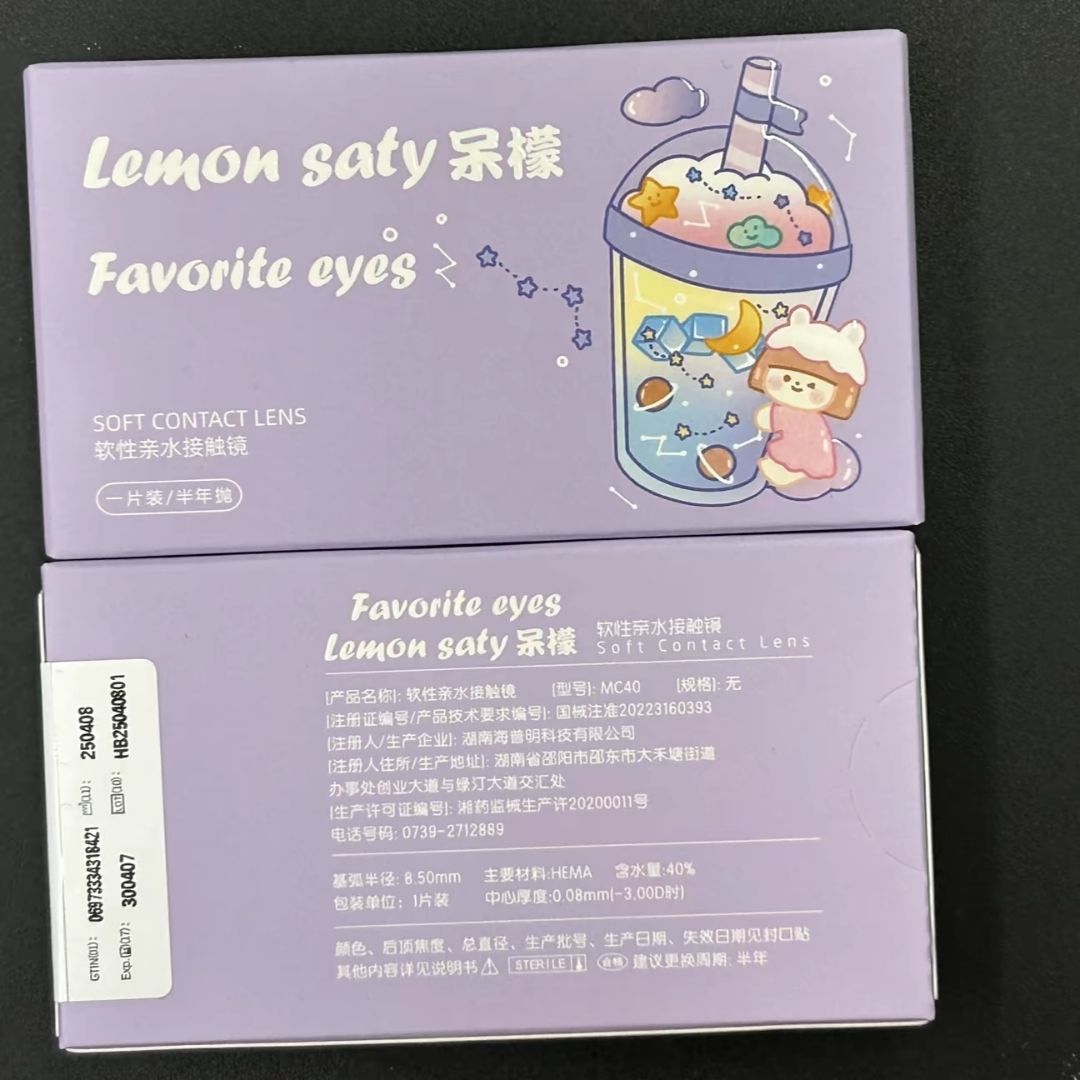 Lemon saty 呆檬
Favorite eyes
SOFT CONTACT LENS
软性亲水接触镜
一片装/半年抛
Favorite eyes
Lemon saty 呆檬
软性亲水接触镜
Soft Contact Lens
[产品名称]: 软性亲水接触镜 [型号]: MC40 [规格]: 无
[注册证编号/产品技术要求编号]: 国械注准20223160393
[注册人/生产企业]: 湖南海普明科技有限公司
[注册人住所/生产地址]: 湖南省邵阳市邵东市大禾塘街道
办事处创业大道与绿汀大道交汇处
[生产许可证编号]: 湘药监械生产许20200011号
电话号码: 0739-2712889
基弧半径: 8.50mm 主要材料:HEMA 含水量:40%
包装单位: 1片装 中心厚度:0.08mm(-3.00D时)
颜色、后顶焦度、总直径、生产批号、生产日期、失效日期见封口贴
其他内容详见说明书 STERILE 合格 建议更换周期: 半年
GTIN(01): 06973334318421 (11): 250408
Exp. (17): 300407 LOT(10): HB25040801